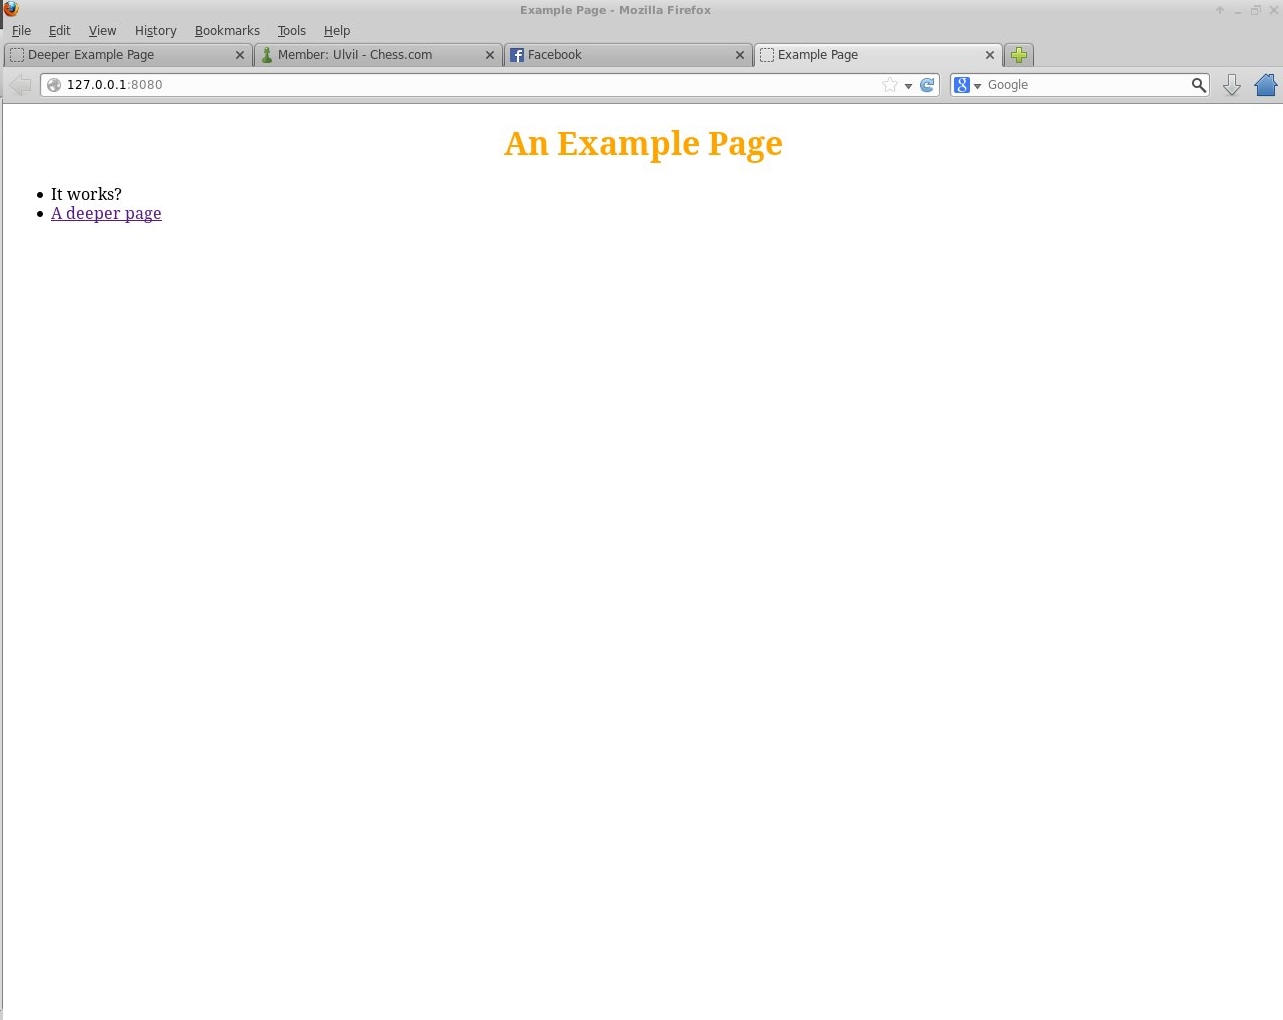 Example Page - Mozilla Firefox
File Edit View History Bookmarks Tools Help
Deeper Example Page Member: Ulvil - Chess.com Facebook Example Page
127.0.0.1:8080 Google
An Example Page
It works?
A deeper page